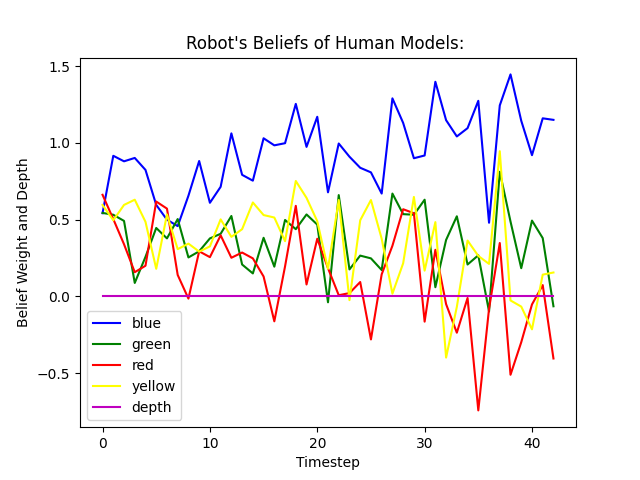 Robot's Beliefs of Human Models:
Belief Weight and Depth
1.5
1.0
0.5
0.0
−0.5
blue
green
red
yellow
depth
0
10
20
30
40
Timestep